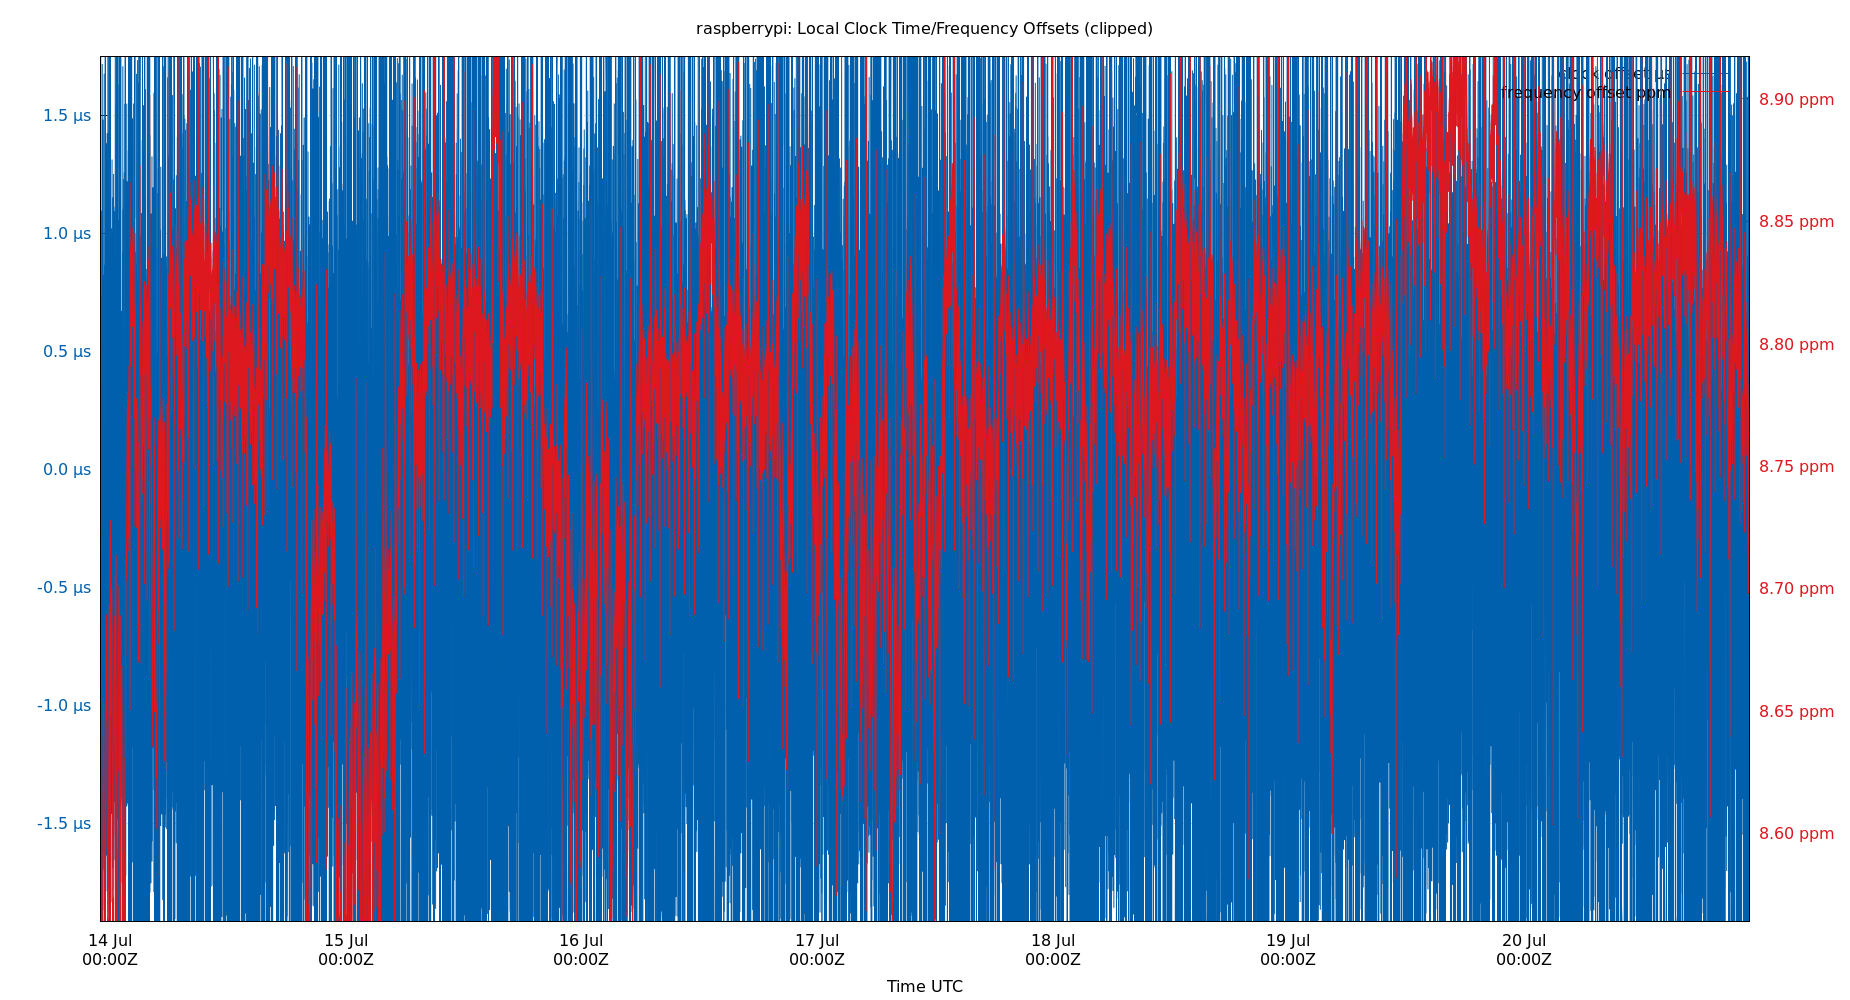 raspberrypi: Local Clock Time/Frequency Offsets (clipped)
clock offset µs
frequency offset ppm
1.5 µs
1.0 µs
0.5 µs
0.0 µs
-0.5 µs
-1.0 µs
-1.5 µs
8.90 ppm
8.85 ppm
8.80 ppm
8.75 ppm
8.70 ppm
8.65 ppm
8.60 ppm
14 Jul
00:00Z
15 Jul
00:00Z
16 Jul
00:00Z
17 Jul
00:00Z
18 Jul
00:00Z
19 Jul
00:00Z
20 Jul
00:00Z
Time UTC